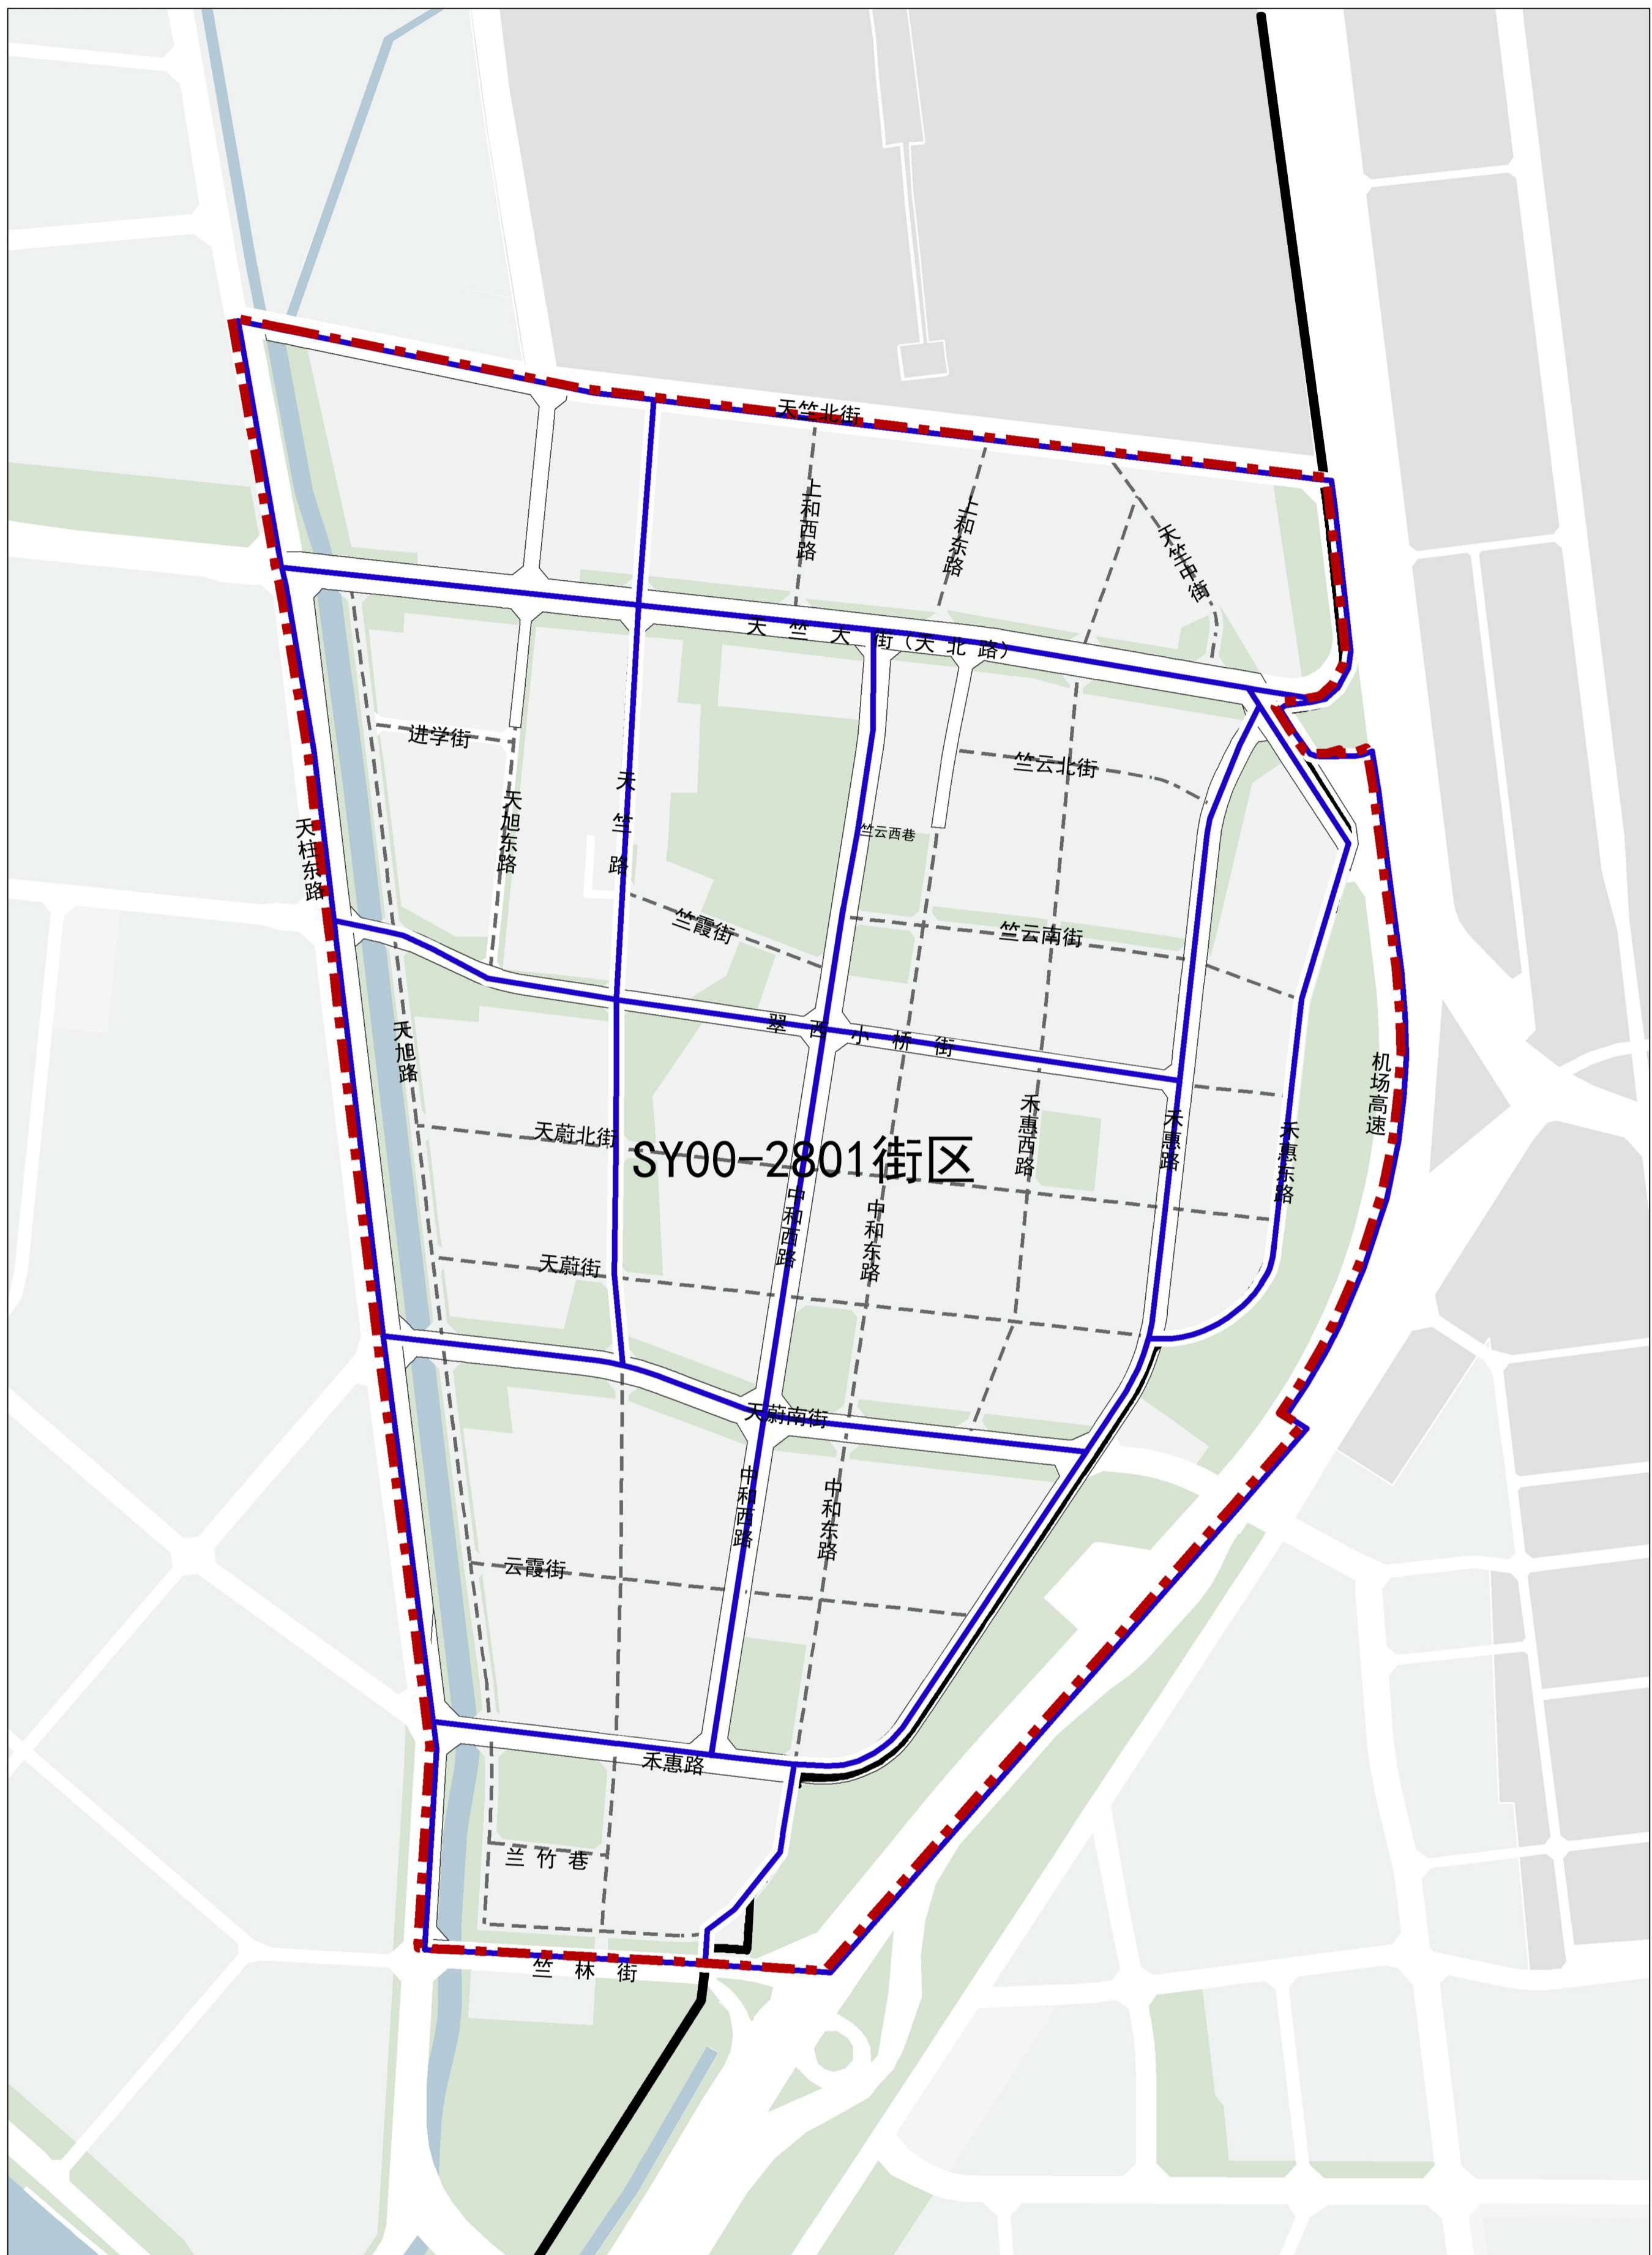 天竺北街
上和西路
上和东路
天竺中街
天竺大街（天北路）
进学街
竺云北街
天竺路
天旭东路
竺云西巷
天柱东路
竺霞街
竺云南街
翠西小桥街
天旭路
机场高速
天蔚北街
禾惠西路
禾惠路
禾惠东路
SY00-2801街区
中和西路
中和东路
天蔚街
天蔚南街
中和西路
中和东路
云霞街
禾惠路
兰竹巷
竺林街